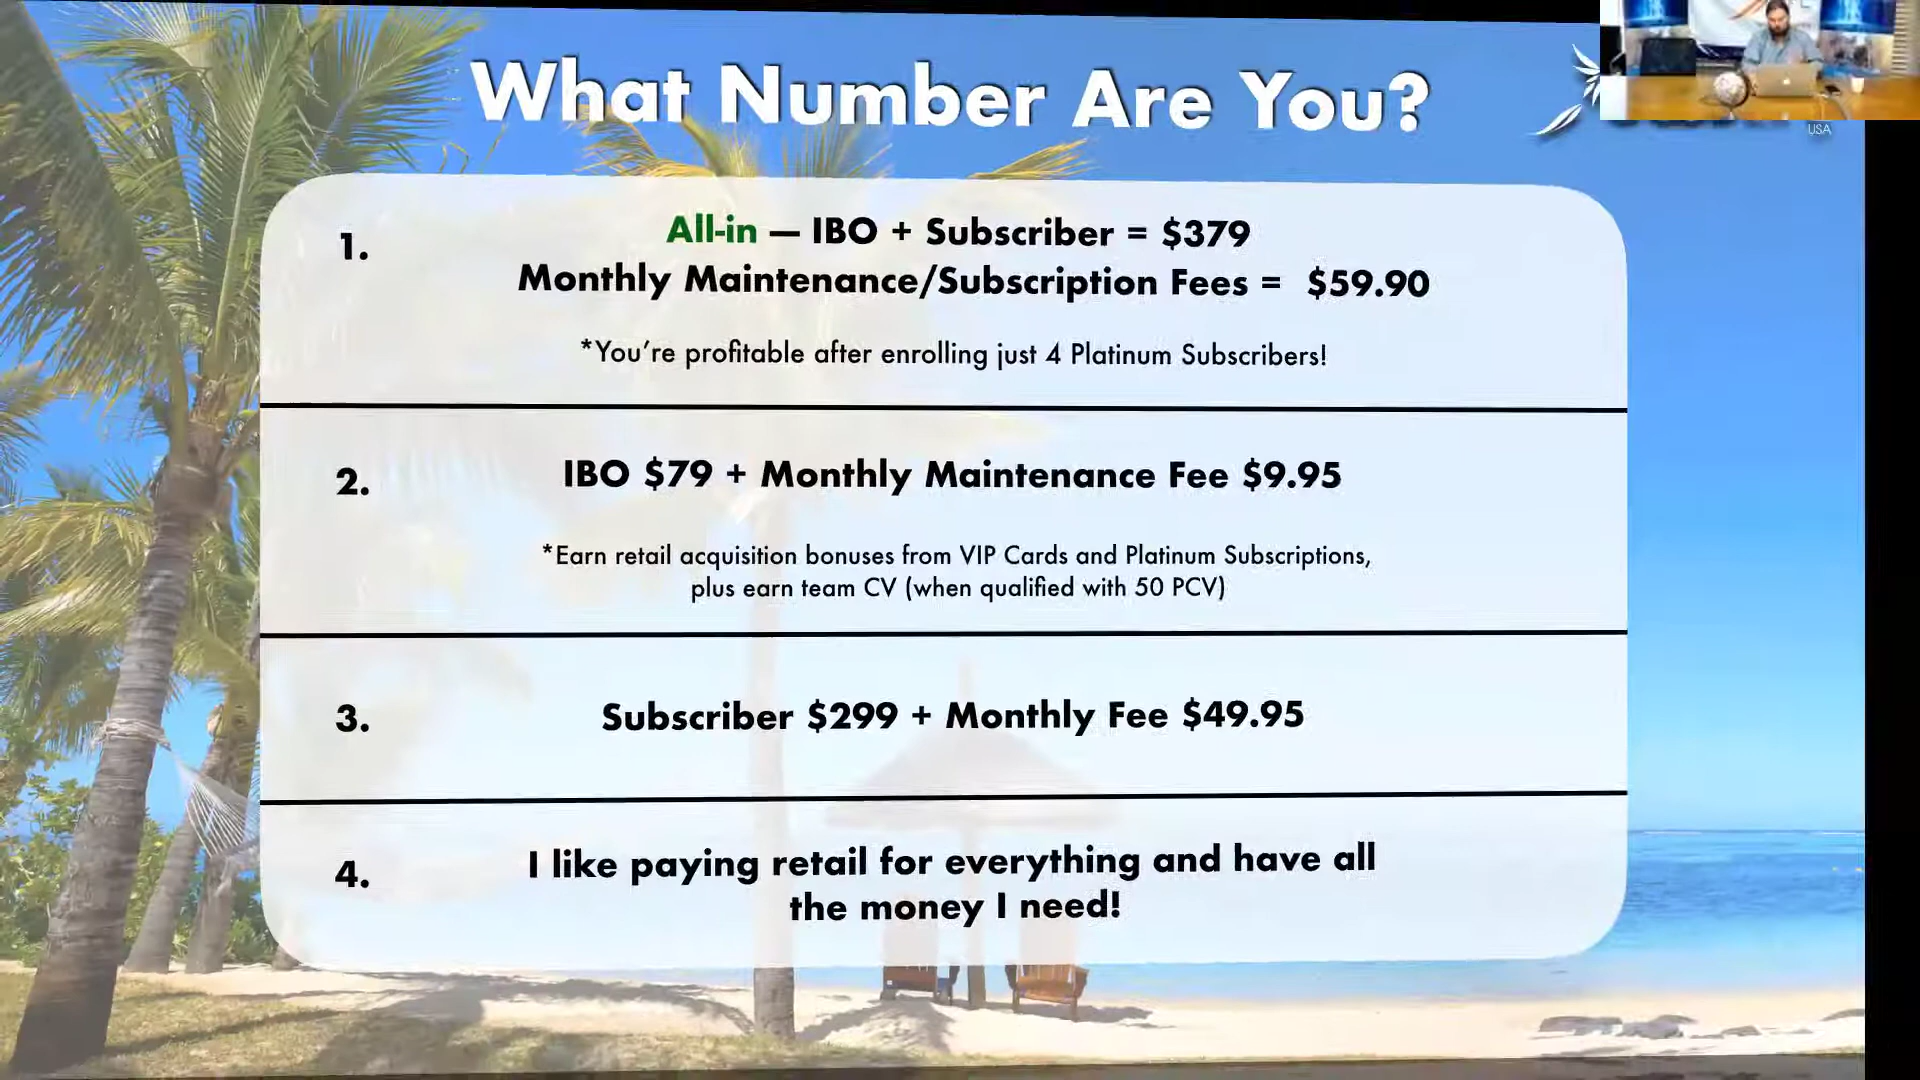 What Number Are You?
USA
1.
All-in — IBO + Subscriber = $379
Monthly Maintenance/Subscription Fees = $59.90
*You're profitable after enrolling just 4 Platinum Subscribers!
2.
IBO $79 + Monthly Maintenance Fee $9.95
*Earn retail acquisition bonuses from VIP Cards and Platinum Subscriptions,
plus earn team CV (when qualified with 50 PCV)
3.
Subscriber $299 + Monthly Fee $49.95
4.
I like paying retail for everything and have all
the money I need!